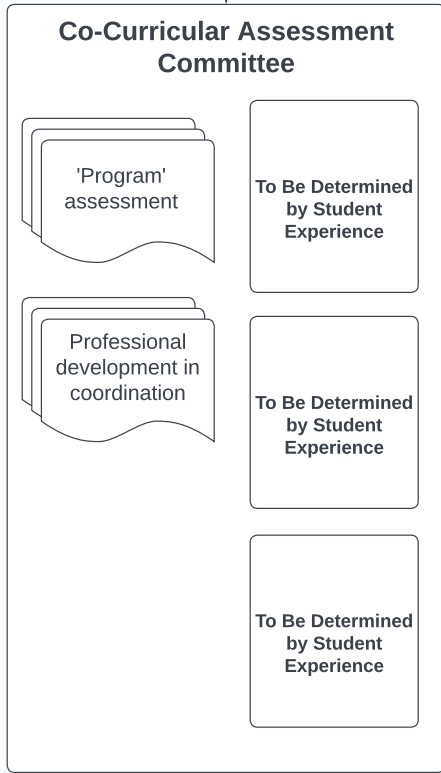 Co-Curricular Assessment
Committee
'Program'
assessment
Professional
development in
coordination
To Be Determined
by Student
Experience
To Be Determined
by Student
Experience
To Be Determined
by Student
Experience